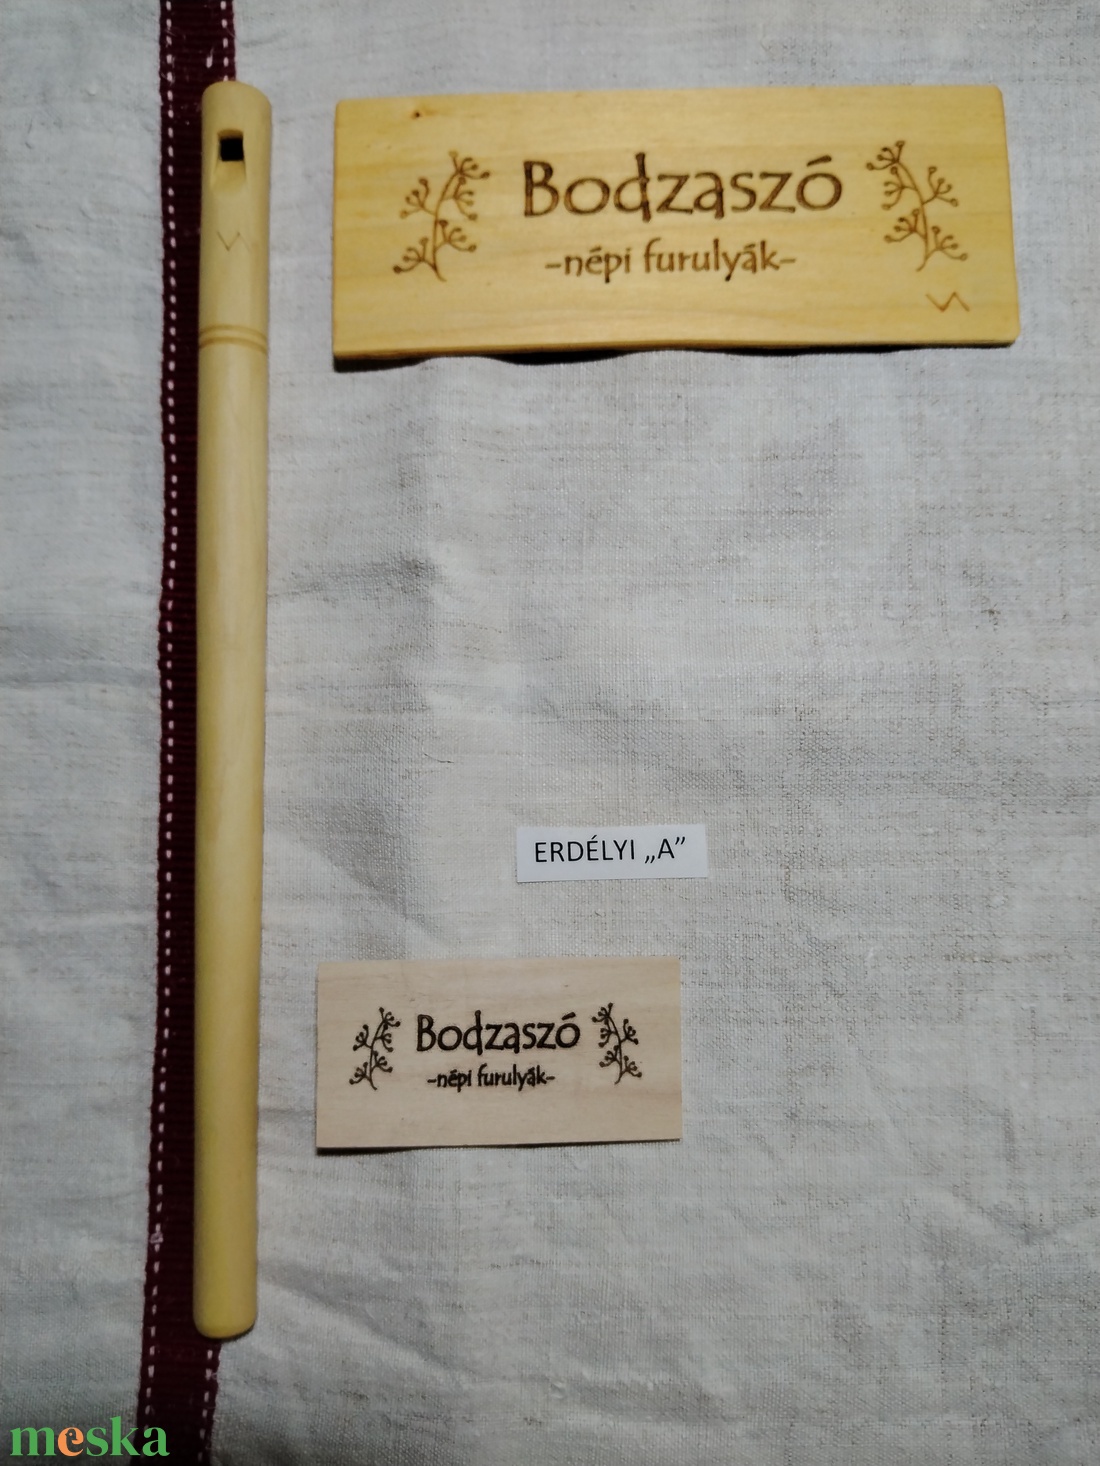 Bodzaszó
-népi furulyák-
ERDÉLYI „A”
Bodzaszó
-népi furulyák-
meska